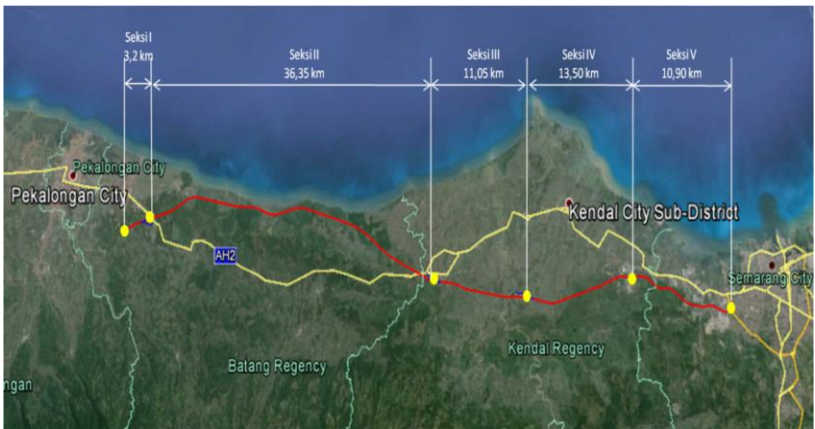 Seksi I
3,2 km
Seksi II
36,35 km
Seksi III
11,05 km
Seksi IV
13,50 km
Seksi V
10,90 km
Pekalongan City
Pekalongan City
Kendal City Sub-District
AH2
Semarang City
Kendal Regency
Batang Regency
ngan